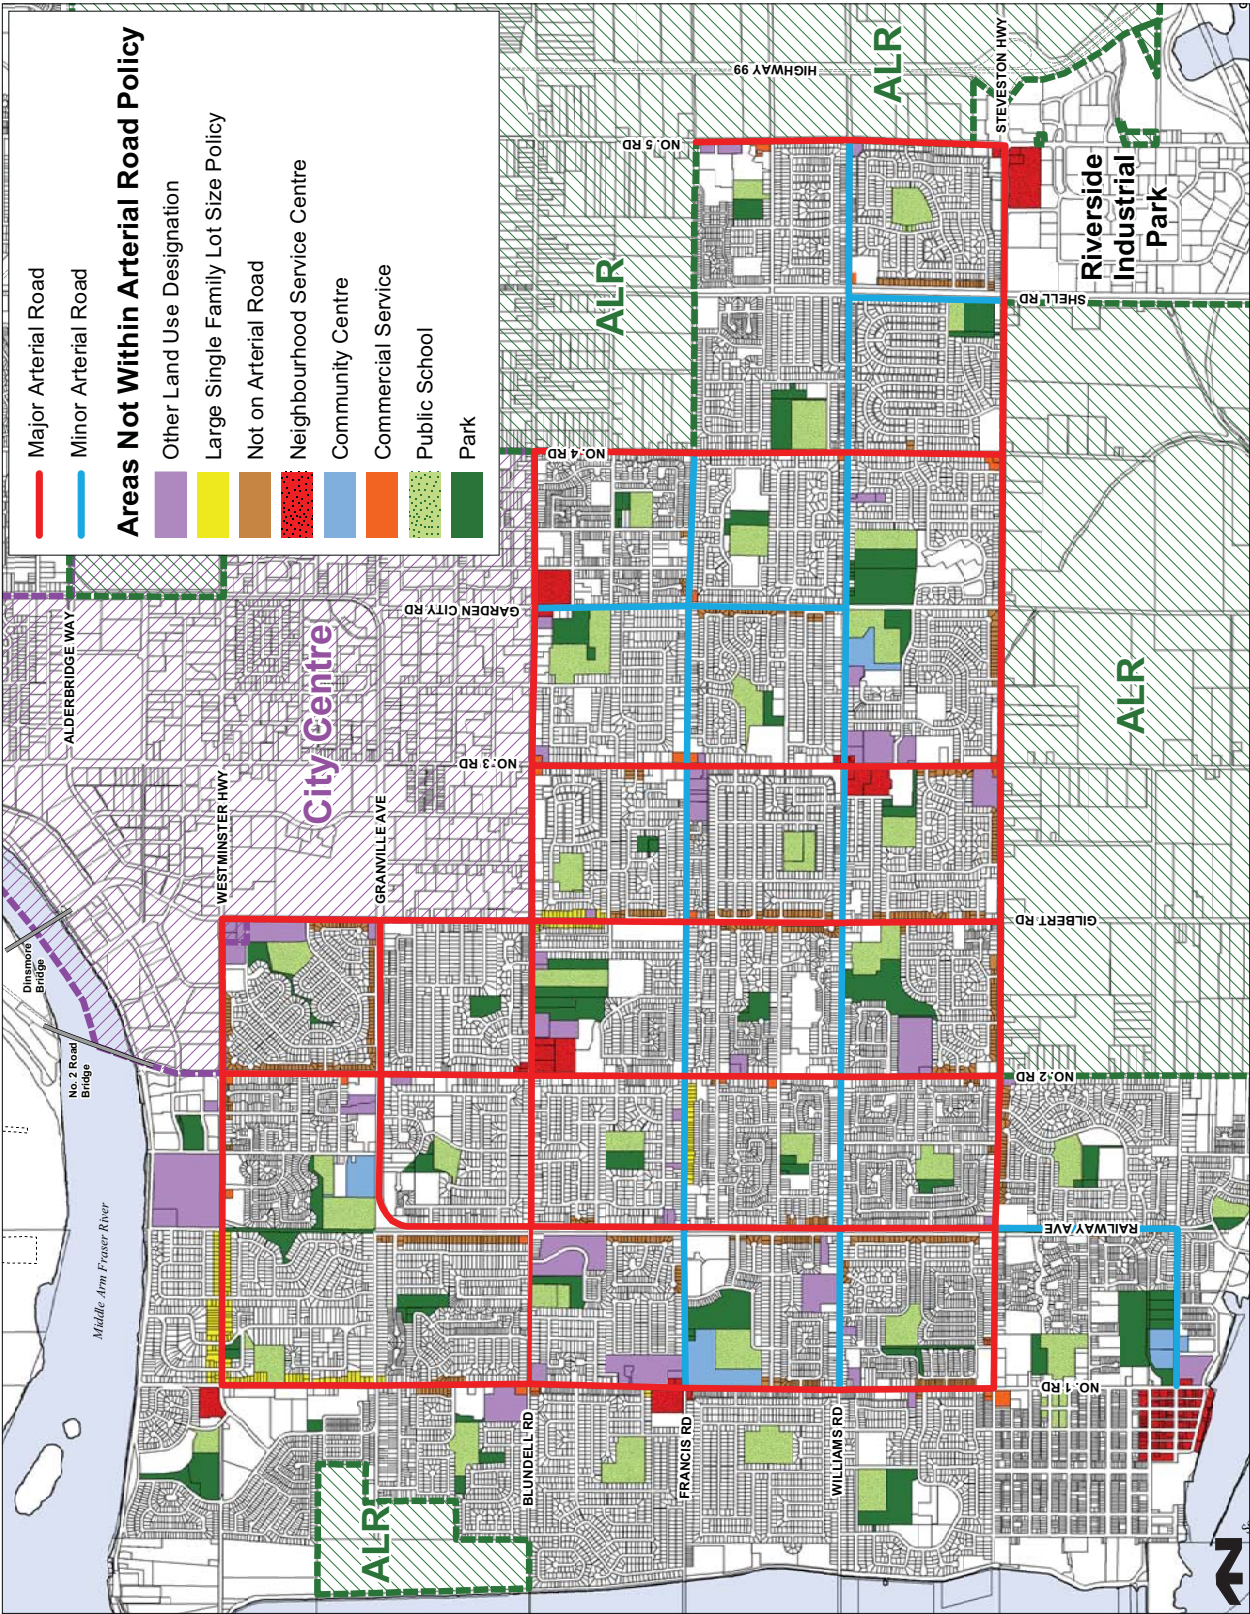 Major Arterial Road
Minor Arterial Road
Areas Not Within Arterial Road Policy
Other Land Use Designation
Large Single Family Lot Size Policy
Not on Arterial Road
Neighbourhood Service Centre
Community Centre
Commercial Service
Public School
Park
ALDERBRIDGE WAY
WESTMINSTER HWY
GRANVILLE AVE
BLUNDELL RD
FRANCIS RD
WILLIAMS RD
STEVESTON HWY
HIGHWAY 99
NO. 5 RD
SHELL RD
NO. 4 RD
GARDEN CITY RD
NO. 3 RD
GILBERT RD
NO. 2 RD
RAILWAY AVE
NO. 1 RD
City Centre
ALR
ALR
ALR
ALR
Riverside
Industrial
Park
Dinsmore
Bridge
No. 2 Road
Bridge
Middle Arm Fraser River
N